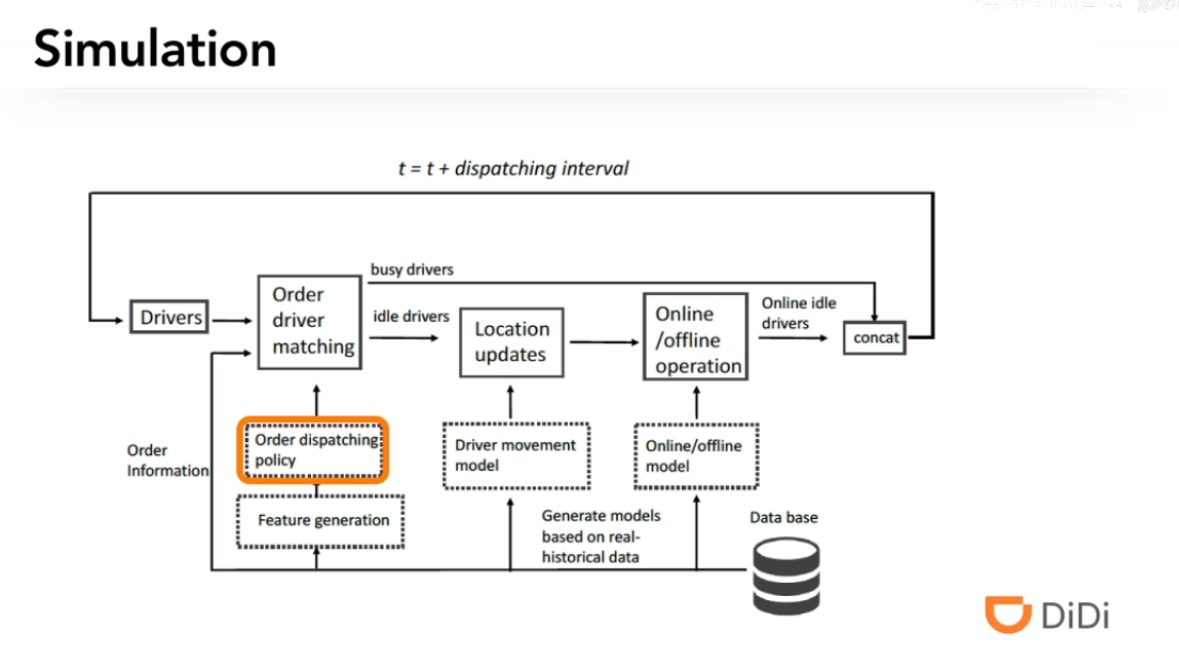 Simulation
t = t + dispatching interval
busy drivers
Drivers
Order
driver
matching
idle drivers
Location
updates
Online
/offline
operation
Online idle
drivers
concat
Order
Information
Order dispatching
policy
Feature generation
Driver movement
model
Online/offline
model
Generate models
based on real-
historical data
Data base
DiDi